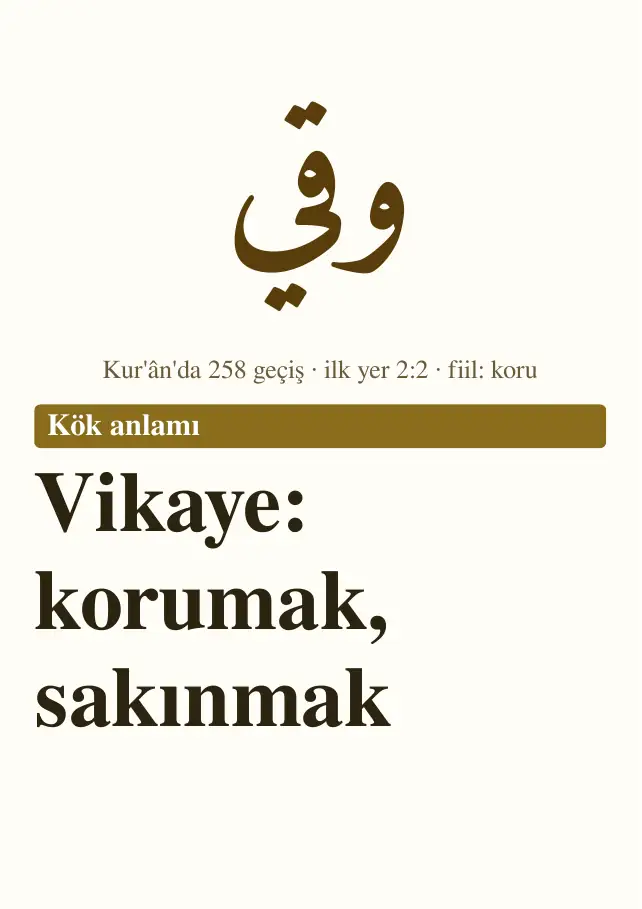 وقي
Kur'ân'da 258 geçiş · ilk yer 2:2 · fiil: koru
Kök anlamı
Vikaye:
korumak,
sakınmak